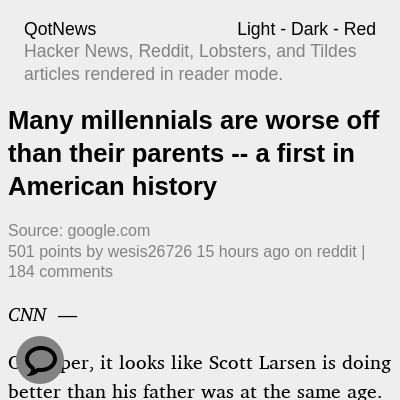 QotNews
Light - Dark - Red
Hacker News, Reddit, Lobsters, and Tildes
articles rendered in reader mode.
Many millennials are worse off
than their parents -- a first in
American history
Source: google.com
501 points by wesis26726 15 hours ago on reddit |
184 comments
CNN —
it looks like Scott Larsen is doing
better than his father was at the same age.